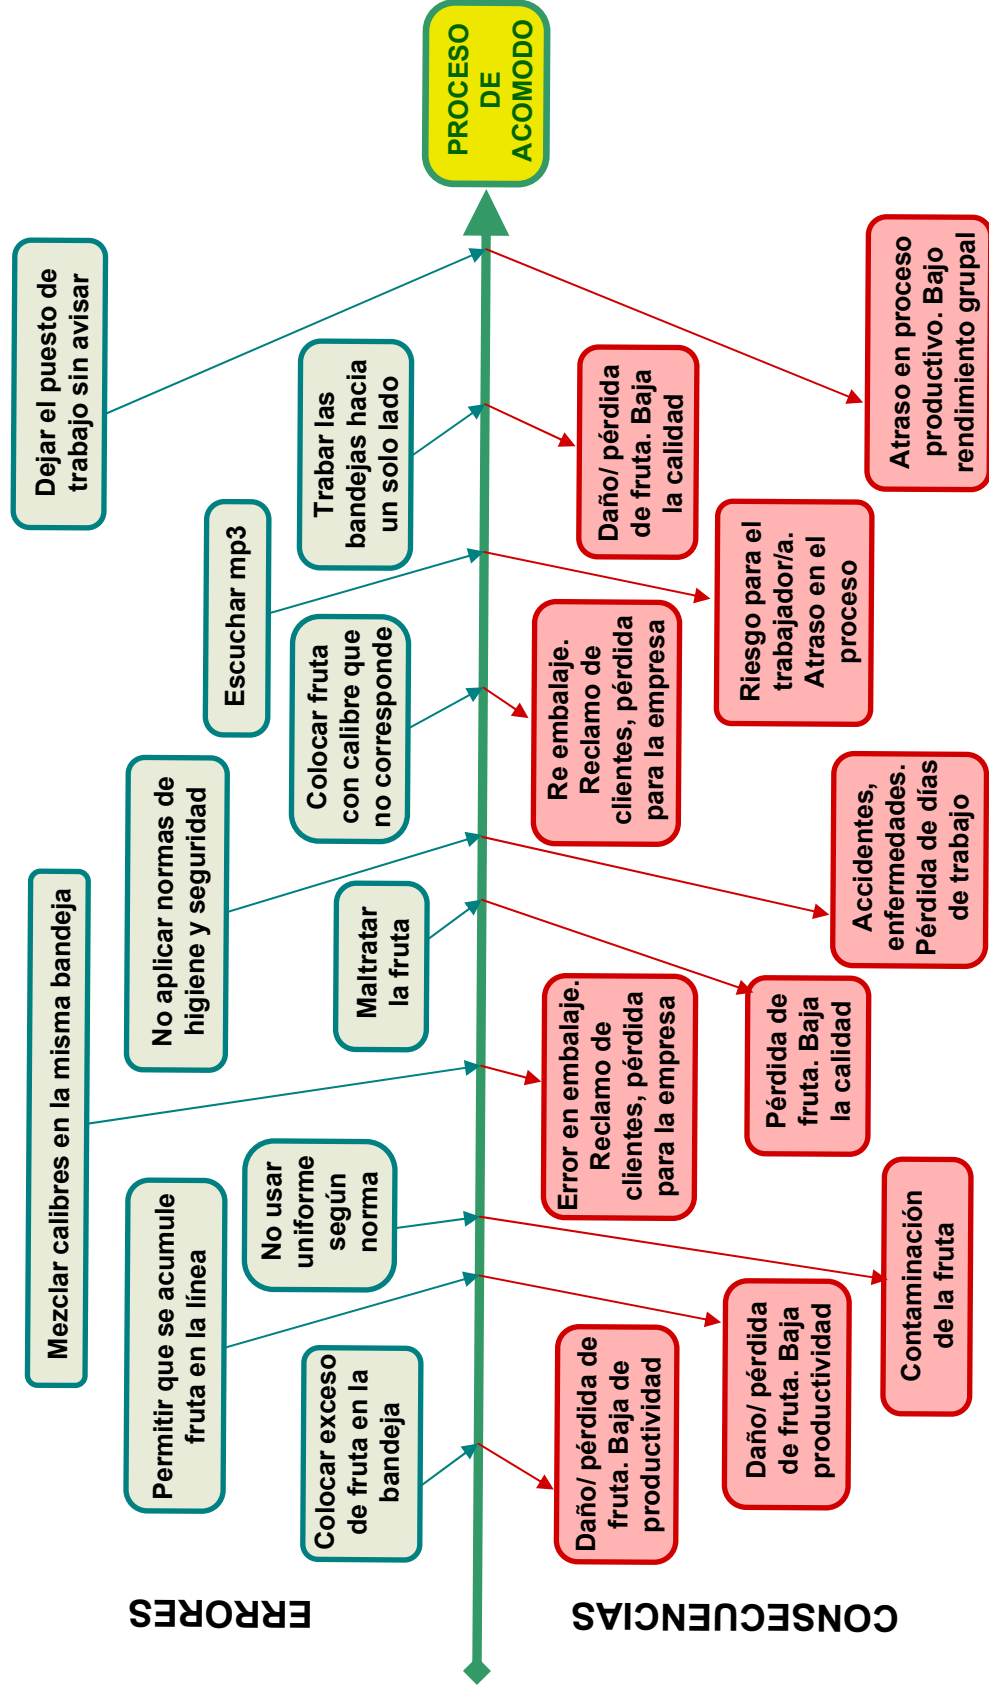 PROCESO
DE
ACOMODO
ERRORES
Colocar exceso
de fruta en la
bandeja
Permitir que se acumule
fruta en la línea
No usar
uniforme
según
norma
Mezclar calibres en la misma bandeja
Maltratar
la fruta
No aplicar normas de
higiene y seguridad
Colocar fruta
con calibre que
no corresponde
Escuchar mp3
Trabar las
bandejas hacia
un solo lado
Dejar el puesto de
trabajo sin avisar
CONSECUENCIAS
Daño/ pérdida de
fruta. Baja de
productividad
Daño/ pérdida
de fruta. Baja
productividad
Contaminación
de la fruta
Error en embalaje.
Reclamo de
clientes, pérdida
para la empresa
Pérdida de
fruta. Baja
la calidad
Accidentes,
enfermedades.
Pérdida de días
de trabajo
Re embalaje.
Reclamo de
clientes, pérdida
para la empresa
Riesgo para el
trabajador/a.
Atraso en el
proceso
Daño/ pérdida
de fruta. Baja
la calidad
Atraso en proceso
productivo. Bajo
rendimiento grupal